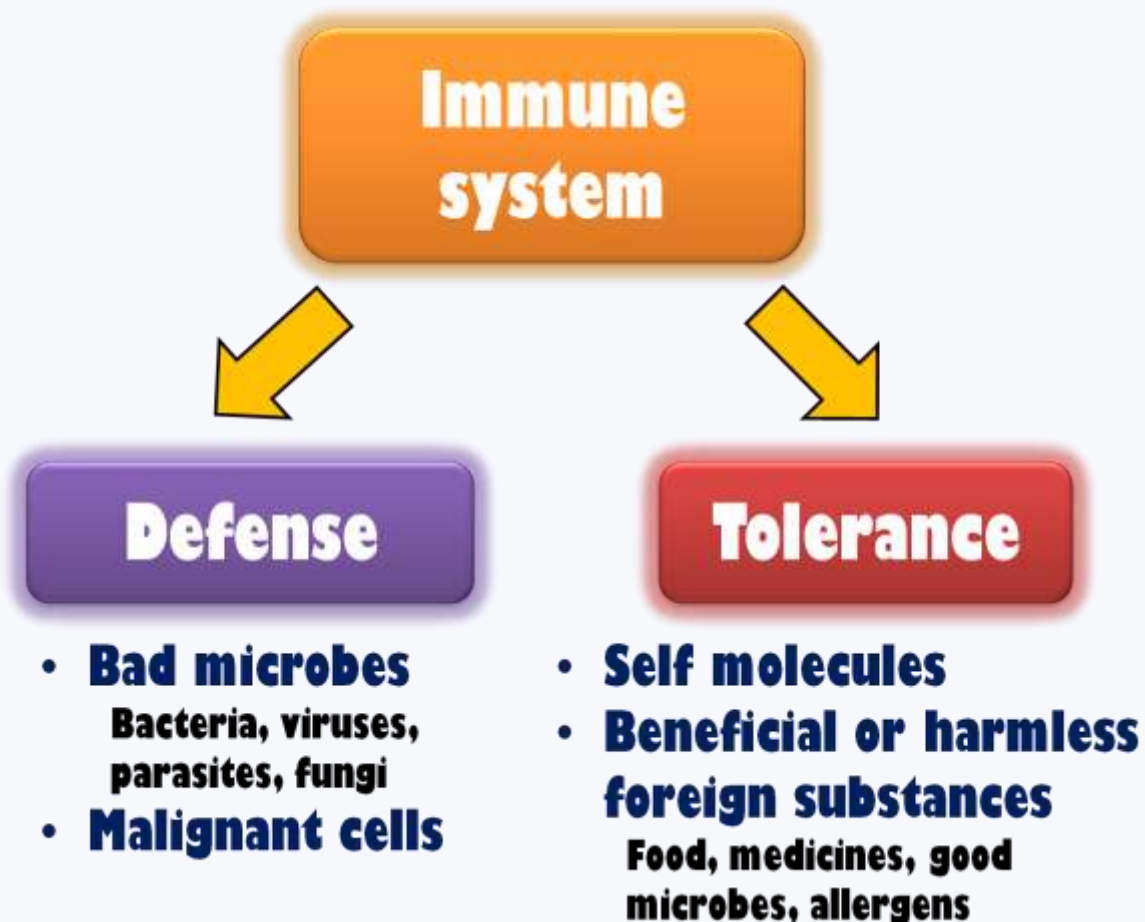 Immune
system
Defense
• Bad microbes
Bacteria, viruses,
parasites, fungi
• Malignant cells
Tolerance
• Self molecules
• Beneficial or harmless
foreign substances
Food, medicines, good
microbes, allergens